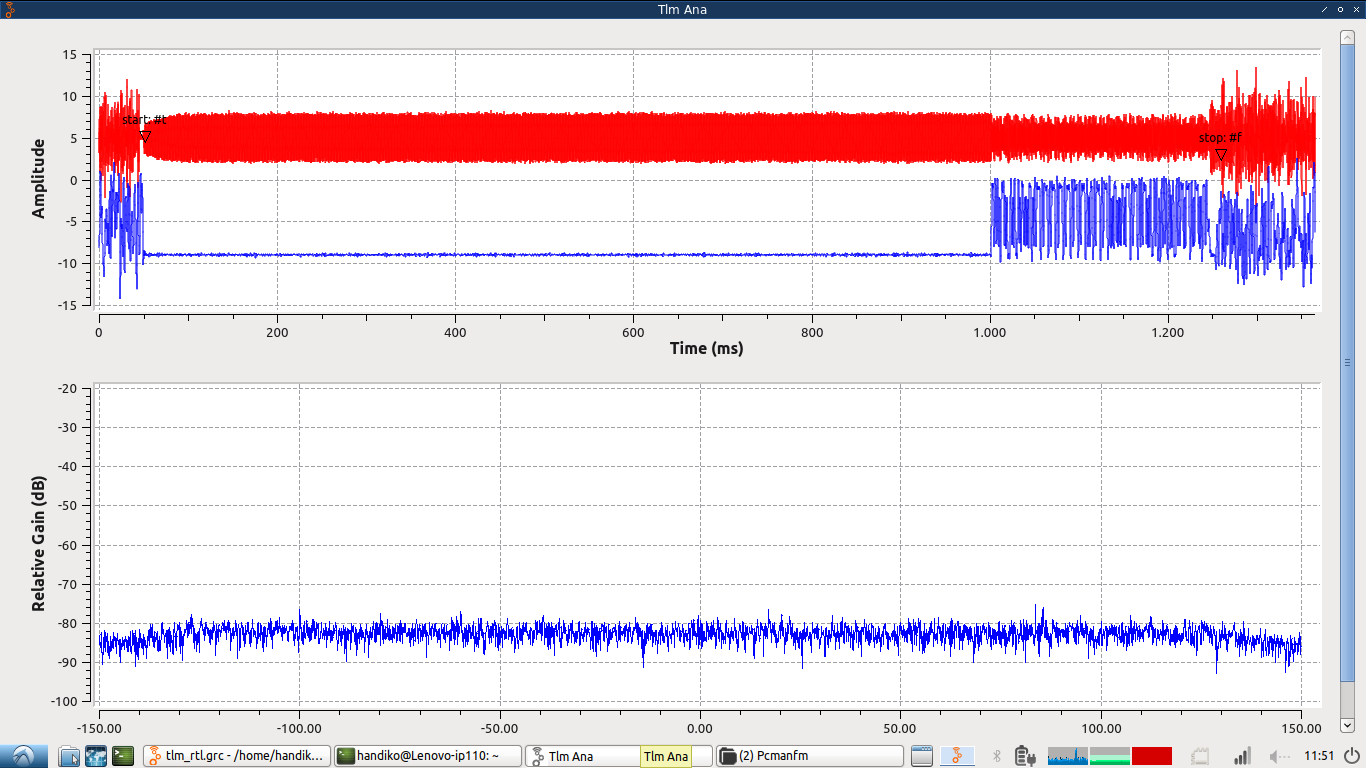 Tlm Ana
15
10
5
0
-5
-10
-15
Amplitude
start: #t
stop: #f
0
200
400
600
800
1.000
1.200
Time (ms)
-20
-30
-40
-50
-60
-70
-80
-90
-100
Relative Gain (dB)
-150.00
-100.00
-50.00
0.00
50.00
100.00
150.00
tlm_rtl.grc - /home/handik...
handiko@Lenovo-ip110: ~
Tlm Ana
Tlm Ana
(2) Pcmanfm
11:51